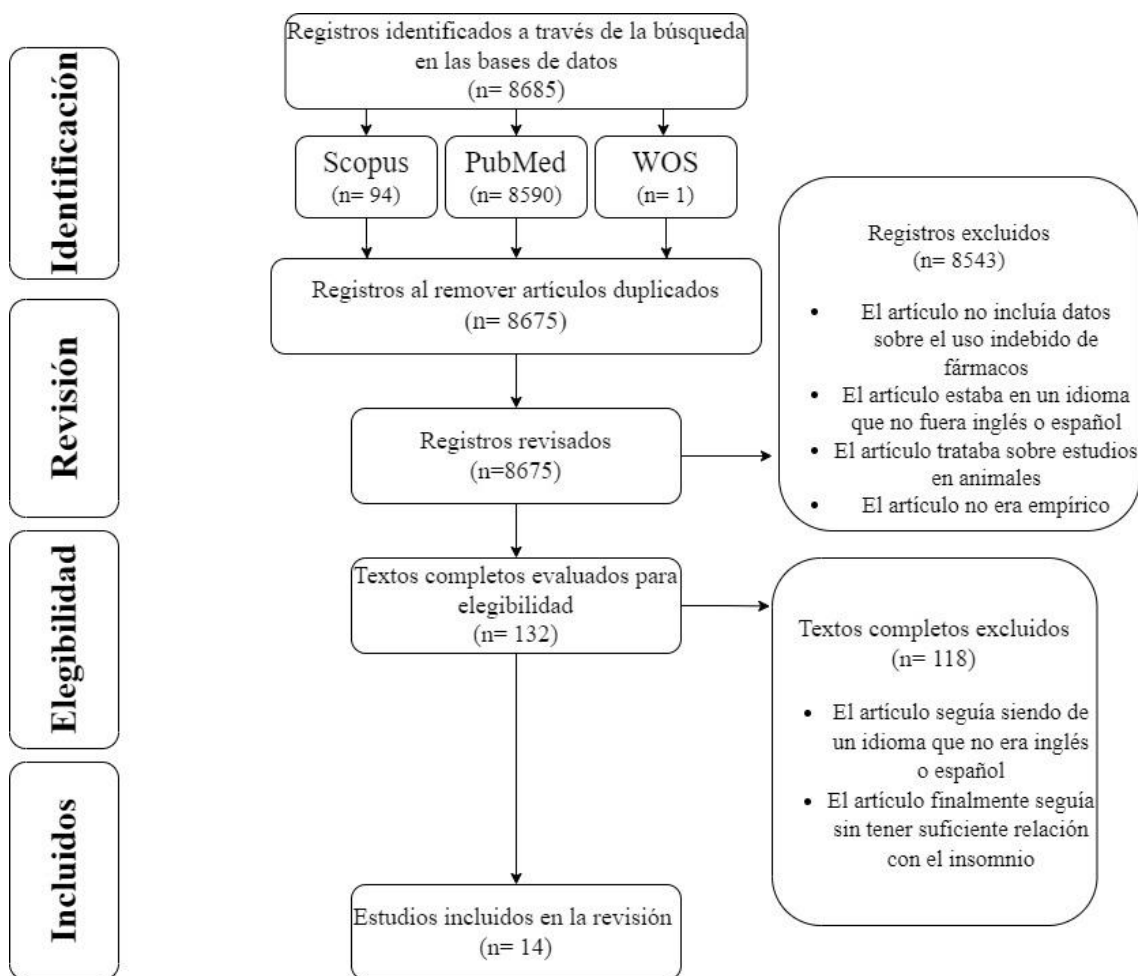 Identificación
Registros identificados a través de la búsqueda
en las bases de datos
(n= 8685)
Scopus
(n= 94)
PubMed
(n= 8590)
WOS
(n= 1)
Registros al remover artículos duplicados
(n= 8675)
Revisión
Registros revisados
(n=8675)
Registros excluidos
(n= 8543)
• El artículo no incluía datos
sobre el uso indebido de
fármacos
• El artículo estaba en un idioma
que no fuera inglés o español
• El artículo trataba sobre estudios
en animales
• El artículo no era empírico
Elegibilidad
Textos completos evaluados para
elegibilidad
(n= 132)
Textos completos excluidos
(n= 118)
• El artículo seguía siendo de
un idioma que no era inglés
o español
• El artículo finalmente seguía
sin tener suficiente relación
con el insomnio
Incluidos
Estudios incluidos en la revisión
(n= 14)